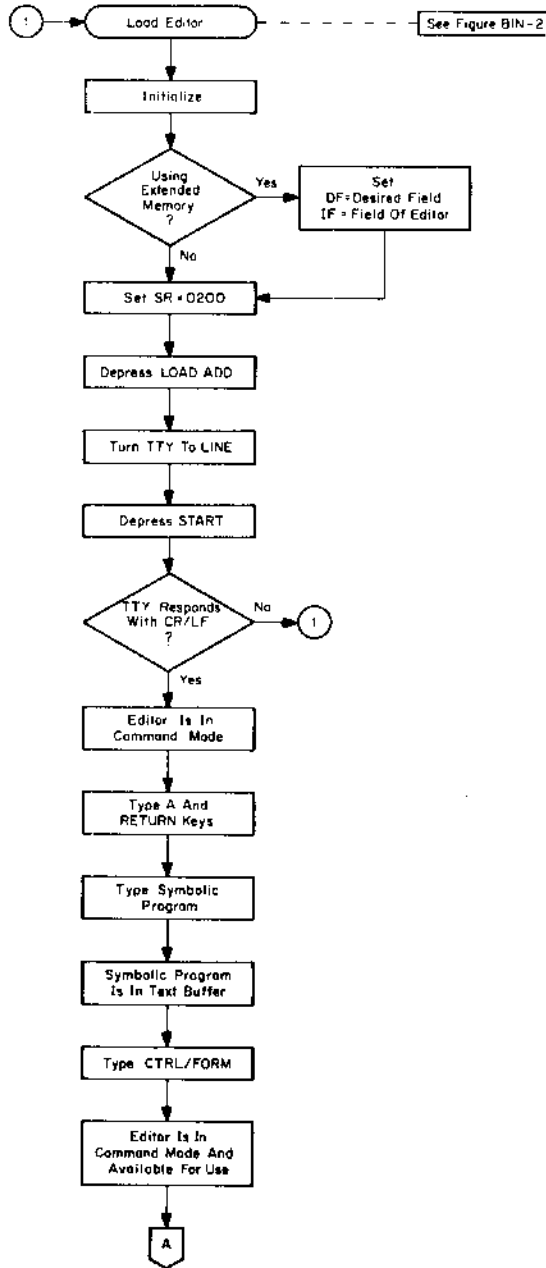 1
Load Editor
See Figure BIN-2
Initialize
Using
Extended
Memory
?
Yes
Set
DF=Desired Field
IF = Field Of Editor
No
Set SR=0200
Depress LOAD ADD
Turn TTY To LINE
Depress START
TTY Responds
With CR/LF
?
No
1
Yes
Editor Is In
Command Mode
Type A And
RETURN Keys
Type Symbolic
Program
Symbolic Program
Is In Text Buffer
Type CTRL/FORM
Editor Is In
Command Mode And
Available For Use
A